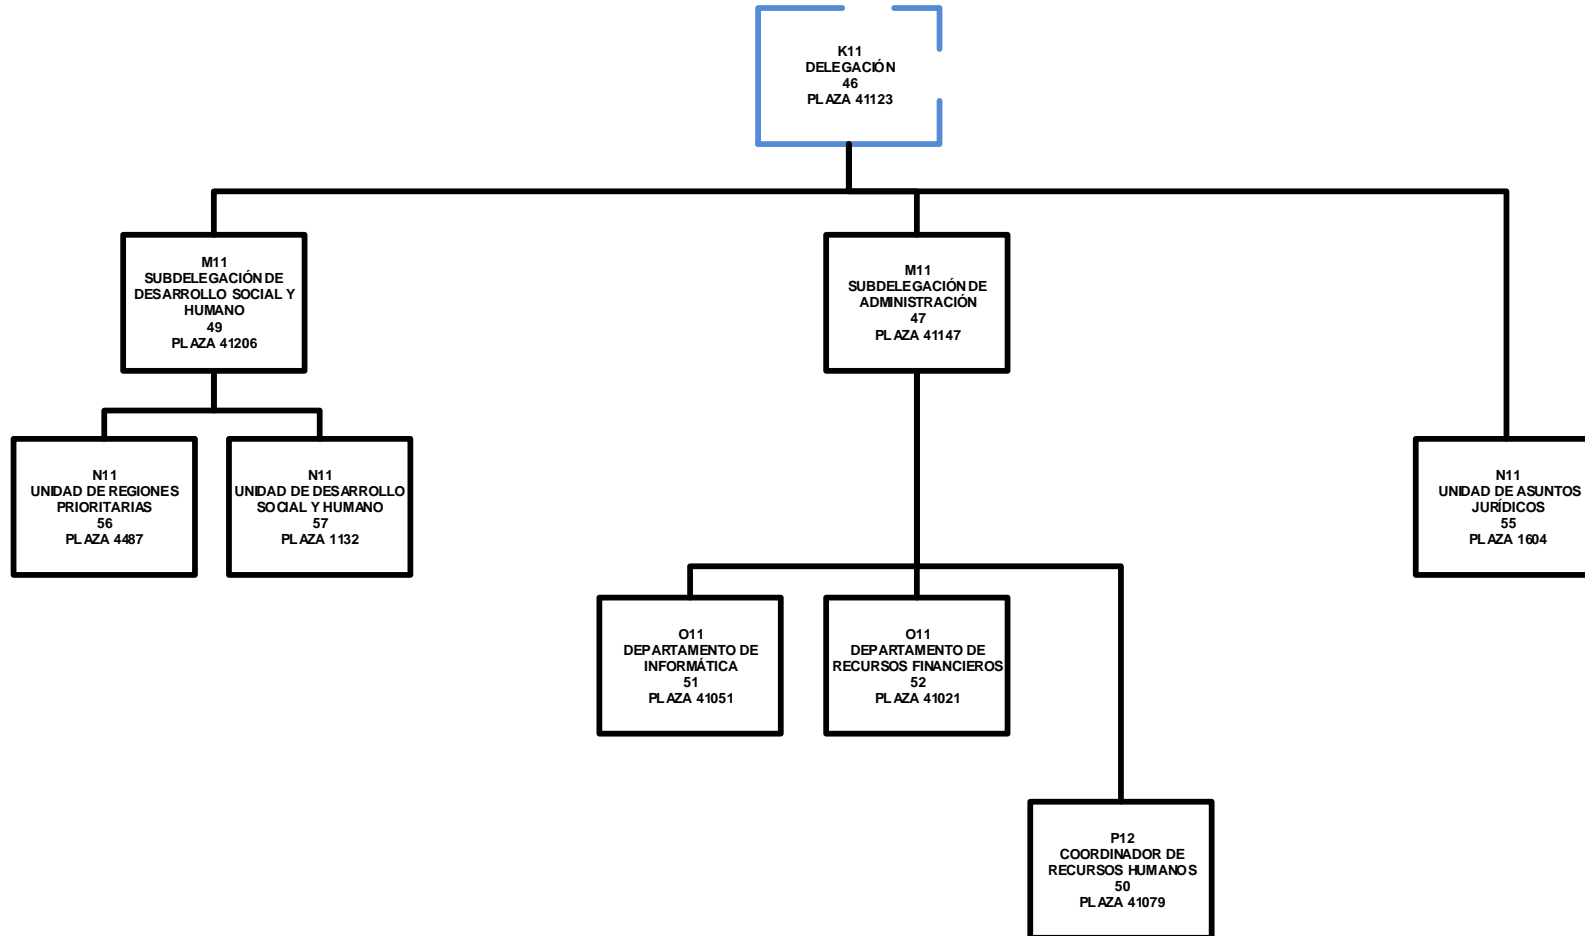 K11
DELEGACIÓN
46
PLAZA 41123
M11
SUBDELEGACIÓN DE
DESARROLLO SOCIAL Y
HUMANO
49
PLAZA 41206
M11
SUBDELEGACIÓN DE
ADMINISTRACIÓN
47
PLAZA 41147
N11
UNIDAD DE REGIONES
PRIORITARIAS
56
PLAZA 4487
N11
UNIDAD DE DESARROLLO
SOCIAL Y HUMANO
57
PLAZA 1132
N11
UNIDAD DE ASUNTOS
JURÍDICOS
55
PLAZA 1604
O11
DEPARTAMENTO DE
INFORMÁTICA
51
PLAZA 41051
O11
DEPARTAMENTO DE
RECURSOS FINANCIEROS
52
PLAZA 41021
P12
COORDINADOR DE
RECURSOS HUMANOS
50
PLAZA 41079